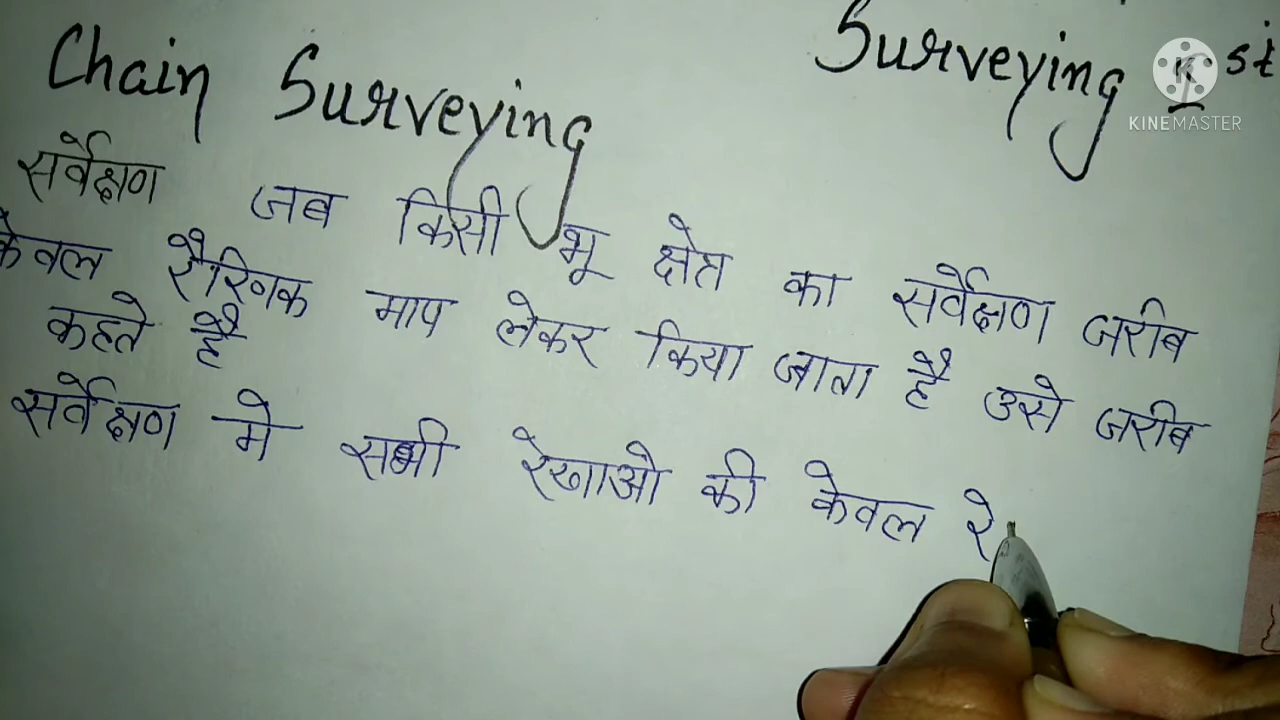 Chain Surveying
Surveying Ist
KINEMASTER
सर्वेक्षण जब किसी भू क्षेत्र का सर्वेक्षण जरीब
केवल रैखिक माप लेकर किया जाता है उसे जरीब
कहते है
सर्वेक्षण मे सभी रेखाओ की केवल रे